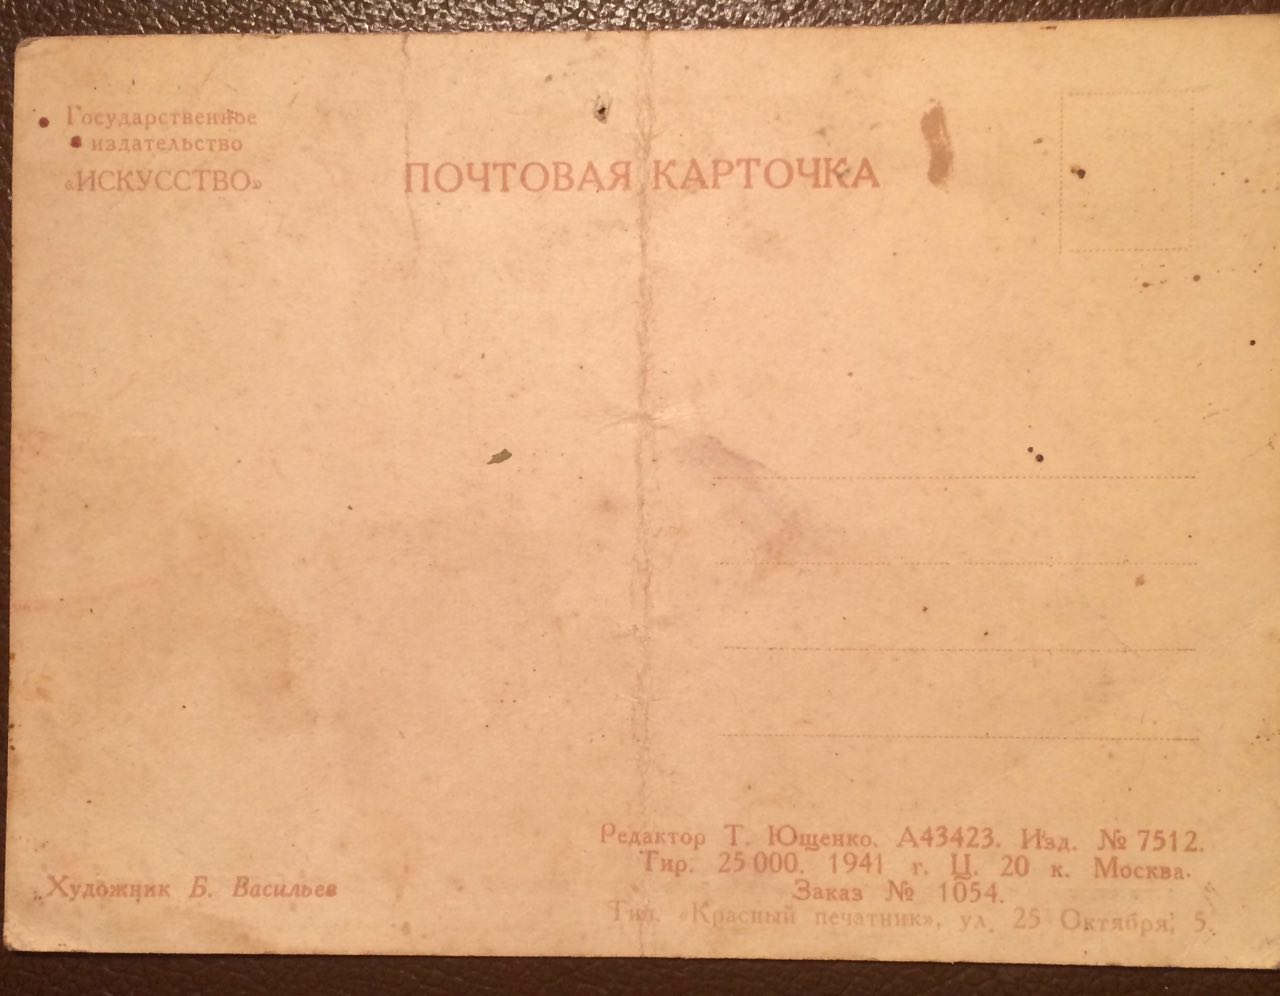 Государственное
издательство
«ИСКУССТВО»
ПОЧТОВАЯ КАРТОЧКА
Редактор Т. Ющенко. А43423. Изд. № 7512.
Тир. 25 000. 1941 г. Ц. 20 к. Москва.
Заказ № 1054.
Тип. «Красный печатник», ул. 25 Октября, 5.
Художник Б. Васильев